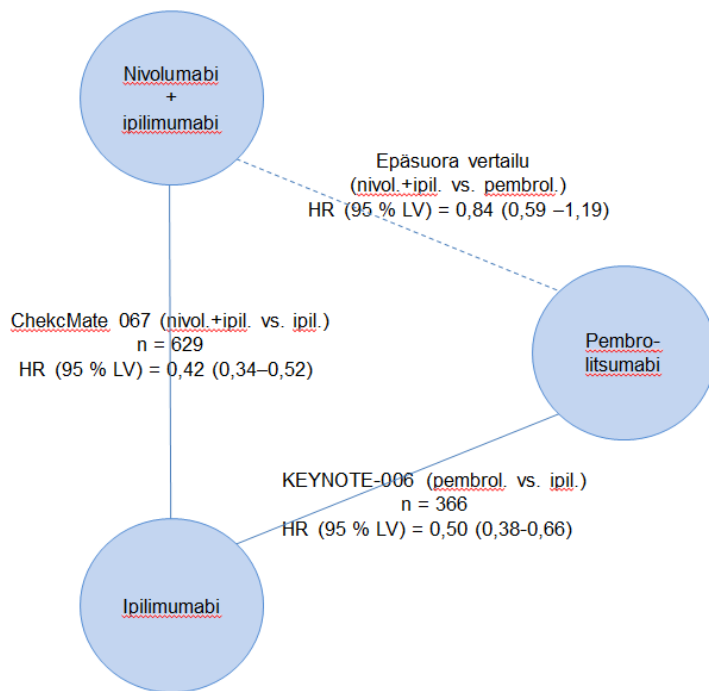 Nivolumabi
+
ipilimumabi
Epäsuora vertailu
(nivol.+ipil. vs. pembrol.)
HR (95 % LV) = 0,84 (0,59 –1,19)
ChekcMate 067 (nivol.+ipil. vs. ipil.)
n = 629
HR (95 % LV) = 0,42 (0,34–0,52)
Pembro-
litsumabi
KEYNOTE-006 (pembrol. vs. ipil.)
n = 366
HR (95 % LV) = 0,50 (0,38-0,66)
Ipilimumabi